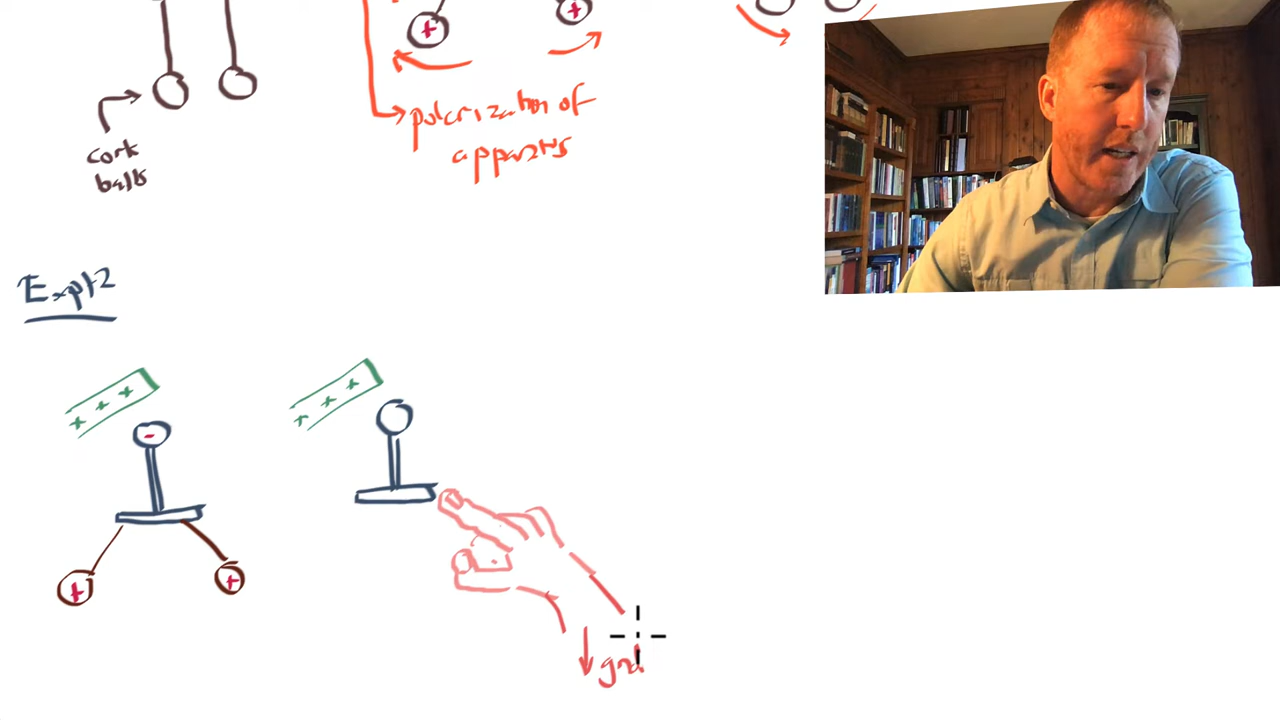 +
+
polarization of
apparatus
cork
balls
Expt 2
+ + +
+ + +
-
+
+
↓ gnd